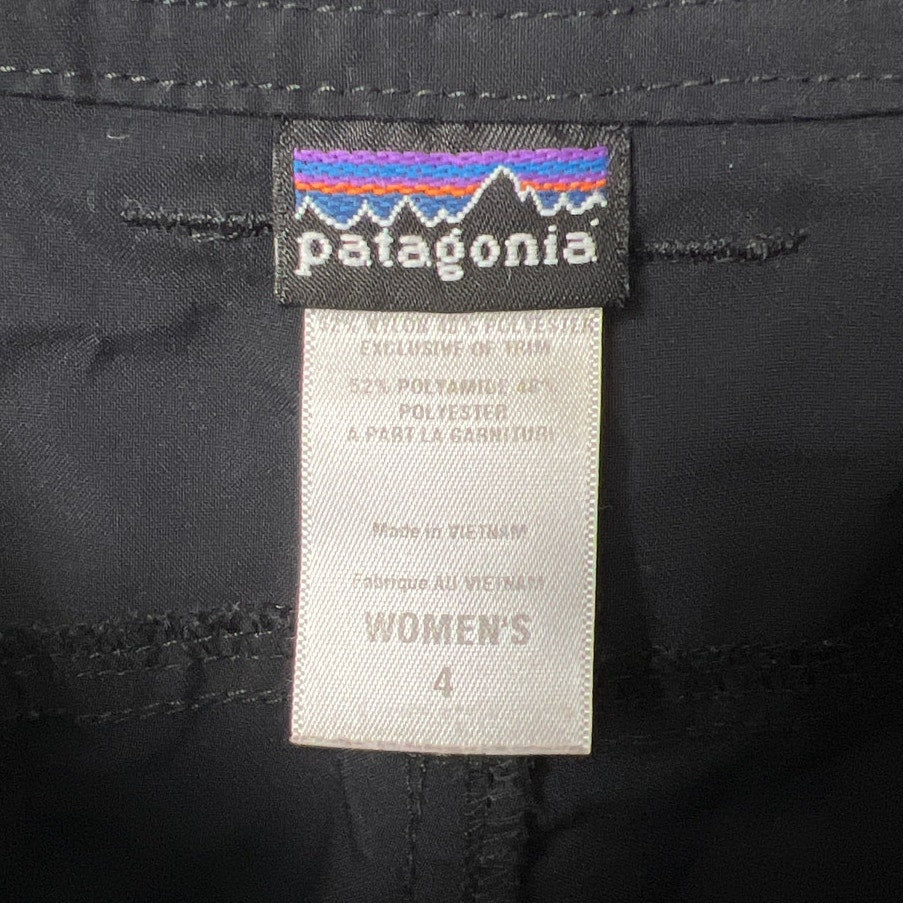 patagonia
52% NYLON 48% POLYESTER
EXCLUSIVE OF TRIM
52% POLYAMIDE 48%
POLYESTER
A PART LA GARNITURE
Made in VIETNAM
Fabrique AU VIETNAM
WOMEN'S
4